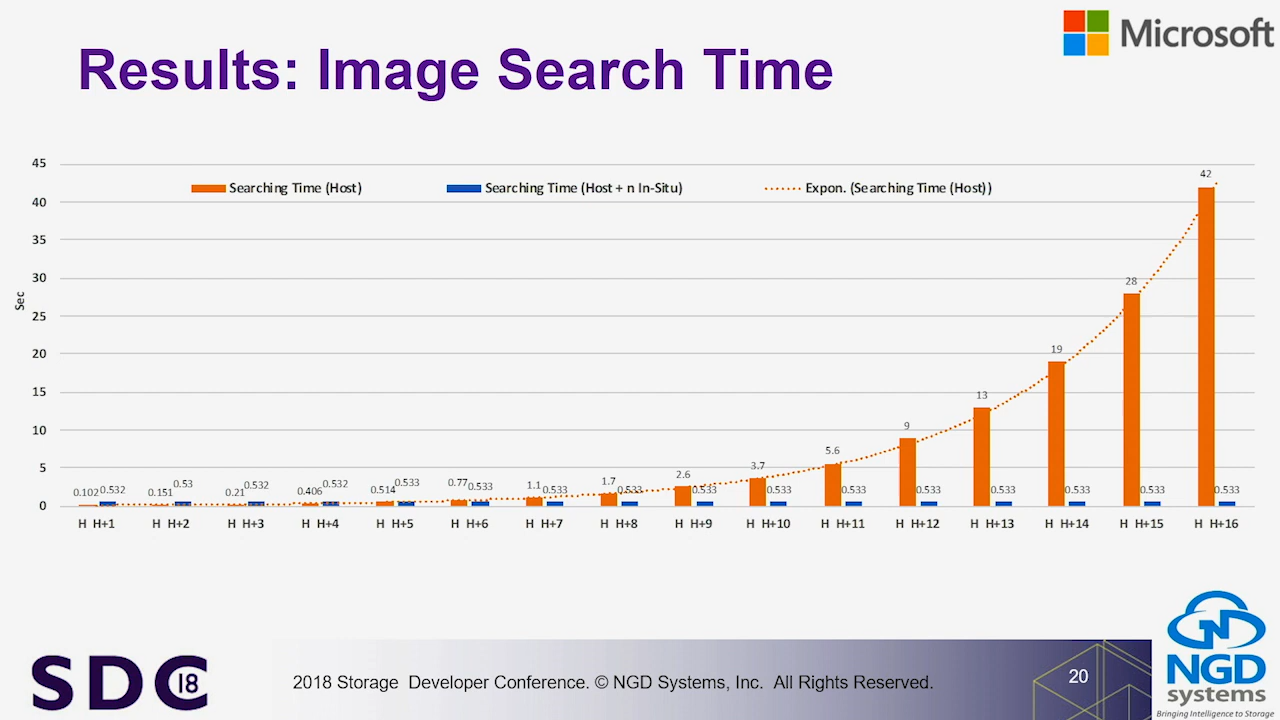 Microsoft
Results: Image Search Time
45
Searching Time (Host)
Searching Time (Host + n In-Situ)
Expon. (Searching Time (Host))
40
35
30
25
20
15
10
5
0
Sec
0.102 0.532
0.151 0.53
0.21 0.532
0.406 0.532
0.514 0.533
0.77 0.533
1.1 0.533
1.7 0.533
2.6 0.533
3.7 0.533
5.6 0.533
9 0.533
13 0.533
19 0.533
28 0.533
42 0.533
H H+1 H H+2 H H+3 H H+4 H H+5 H H+6 H H+7 H H+8 H H+9 H H+10 H H+11 H H+12 H H+13 H H+14 H H+15 H H+16
SDC 18
2018 Storage Developer Conference. © NGD Systems, Inc. All Rights Reserved.
20
NGD
systems
Bringing Intelligence to Storage